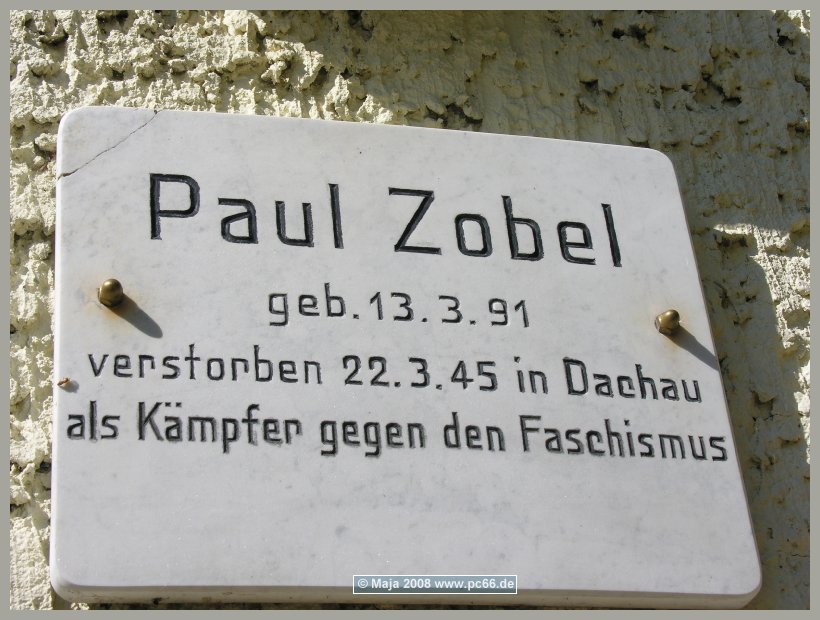 Paul Zobel
geb. 13. 3. 91
verstorben 22. 3. 45 in Dachau
als Kämpfer gegen den Faschismus
© Maja 2008 www.pc66.de